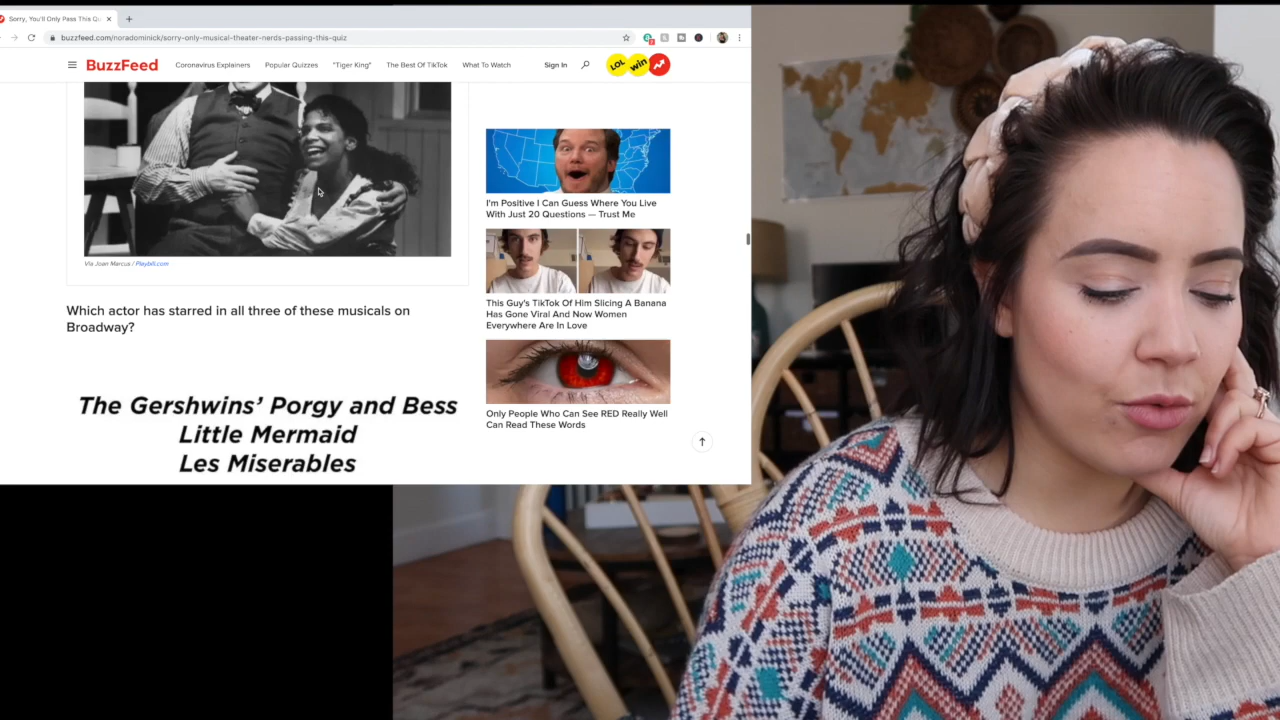 Sorry, You'll Only Pass This Qu
buzzfeed.com/noradominick/sorry-only-musical-theater-nerds-passing-this-quiz
BuzzFeed
Coronavirus Explainers
Popular Quizzes
"Tiger King"
The Best Of TikTok
What To Watch
Sign In
LOL
win
Via Joan Marcus / Playbill.com
Which actor has starred in all three of these musicals on
Broadway?
The Gershwins' Porgy and Bess
Little Mermaid
Les Miserables
I'm Positive I Can Guess Where You Live
With Just 20 Questions — Trust Me
This Guy's TikTok Of Him Slicing A Banana
Has Gone Viral And Now Women
Everywhere Are In Love
Only People Who Can See RED Really Well
Can Read These Words